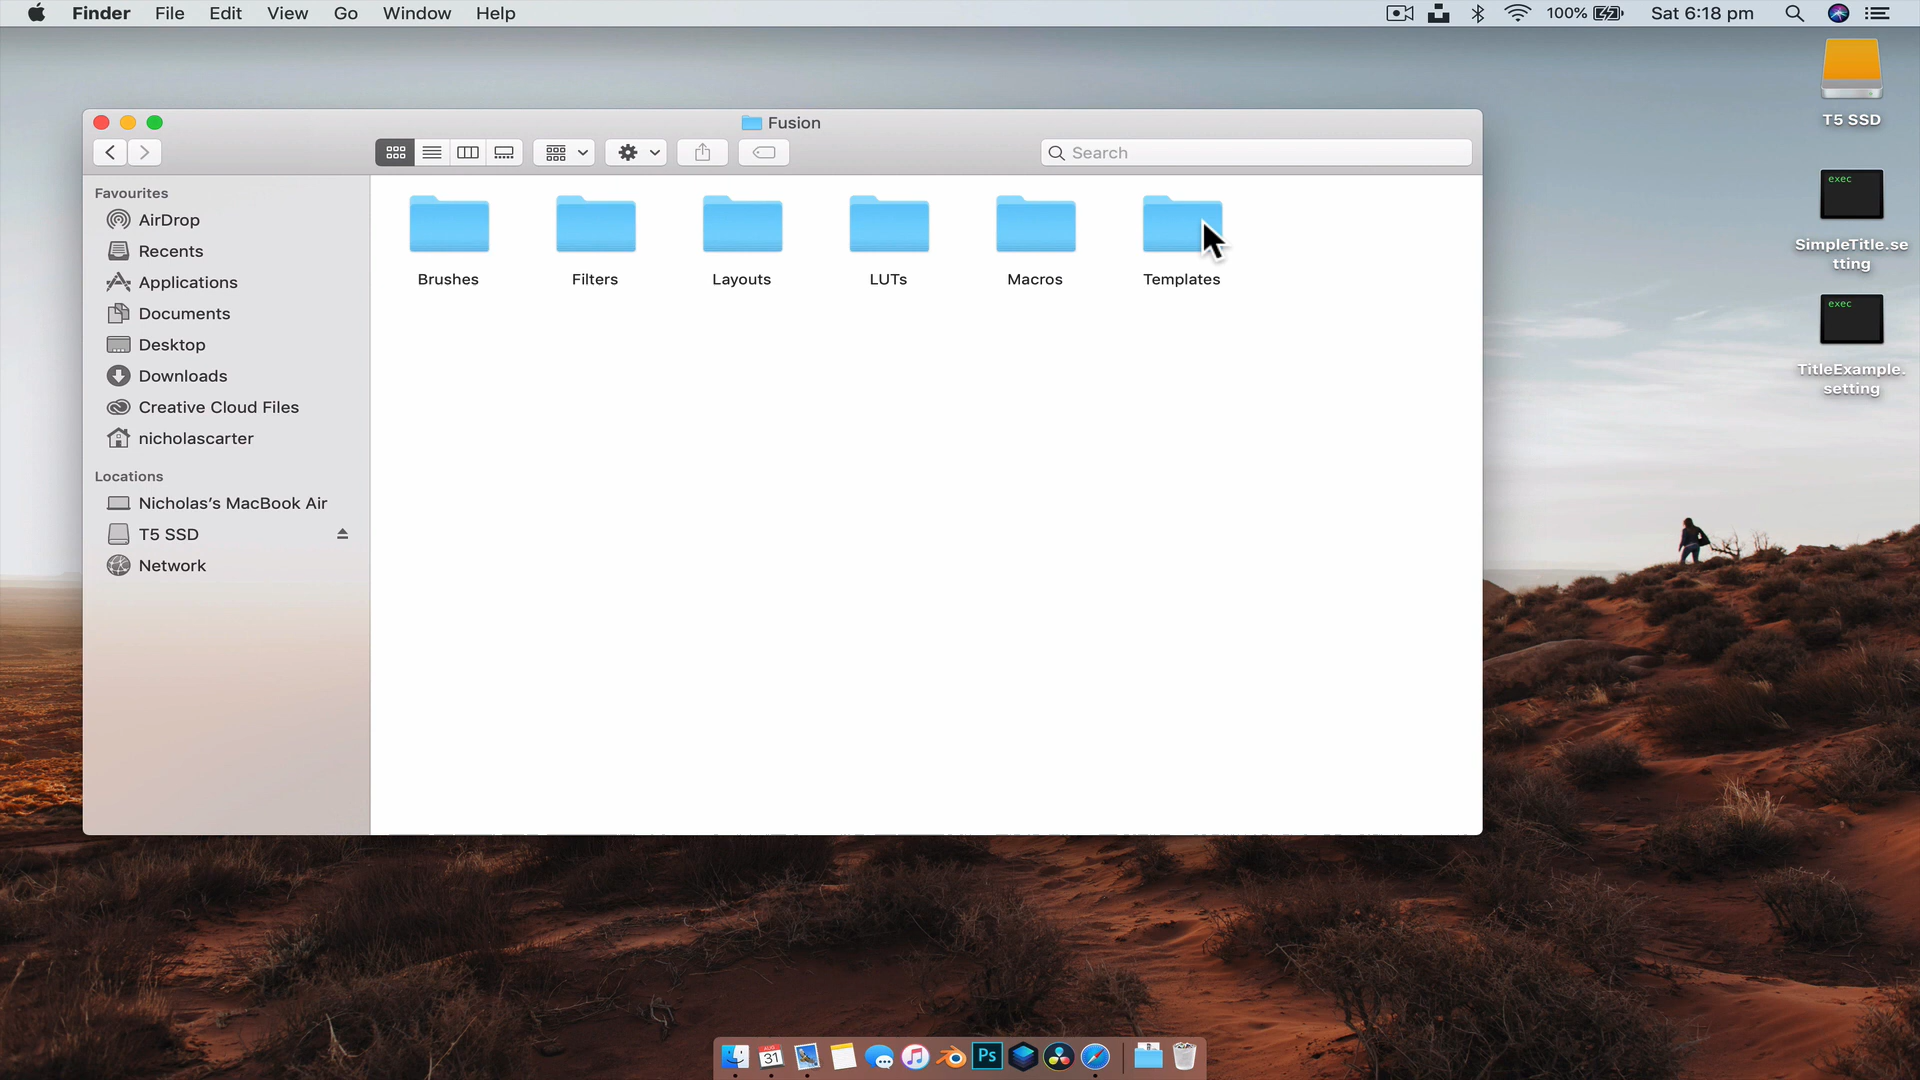 Finder File Edit View Go Window Help
100% Sat 6:18 pm
Fusion
Search
Favourites
AirDrop
Recents
Applications
Documents
Desktop
Downloads
Creative Cloud Files
nicholascarter
Locations
Nicholas's MacBook Air
T5 SSD
Network
Brushes Filters Layouts LUTs Macros Templates
T5 SSD
exec
SimpleTitle.se
tting
exec
TitleExample.
setting
AUG
31
Ps